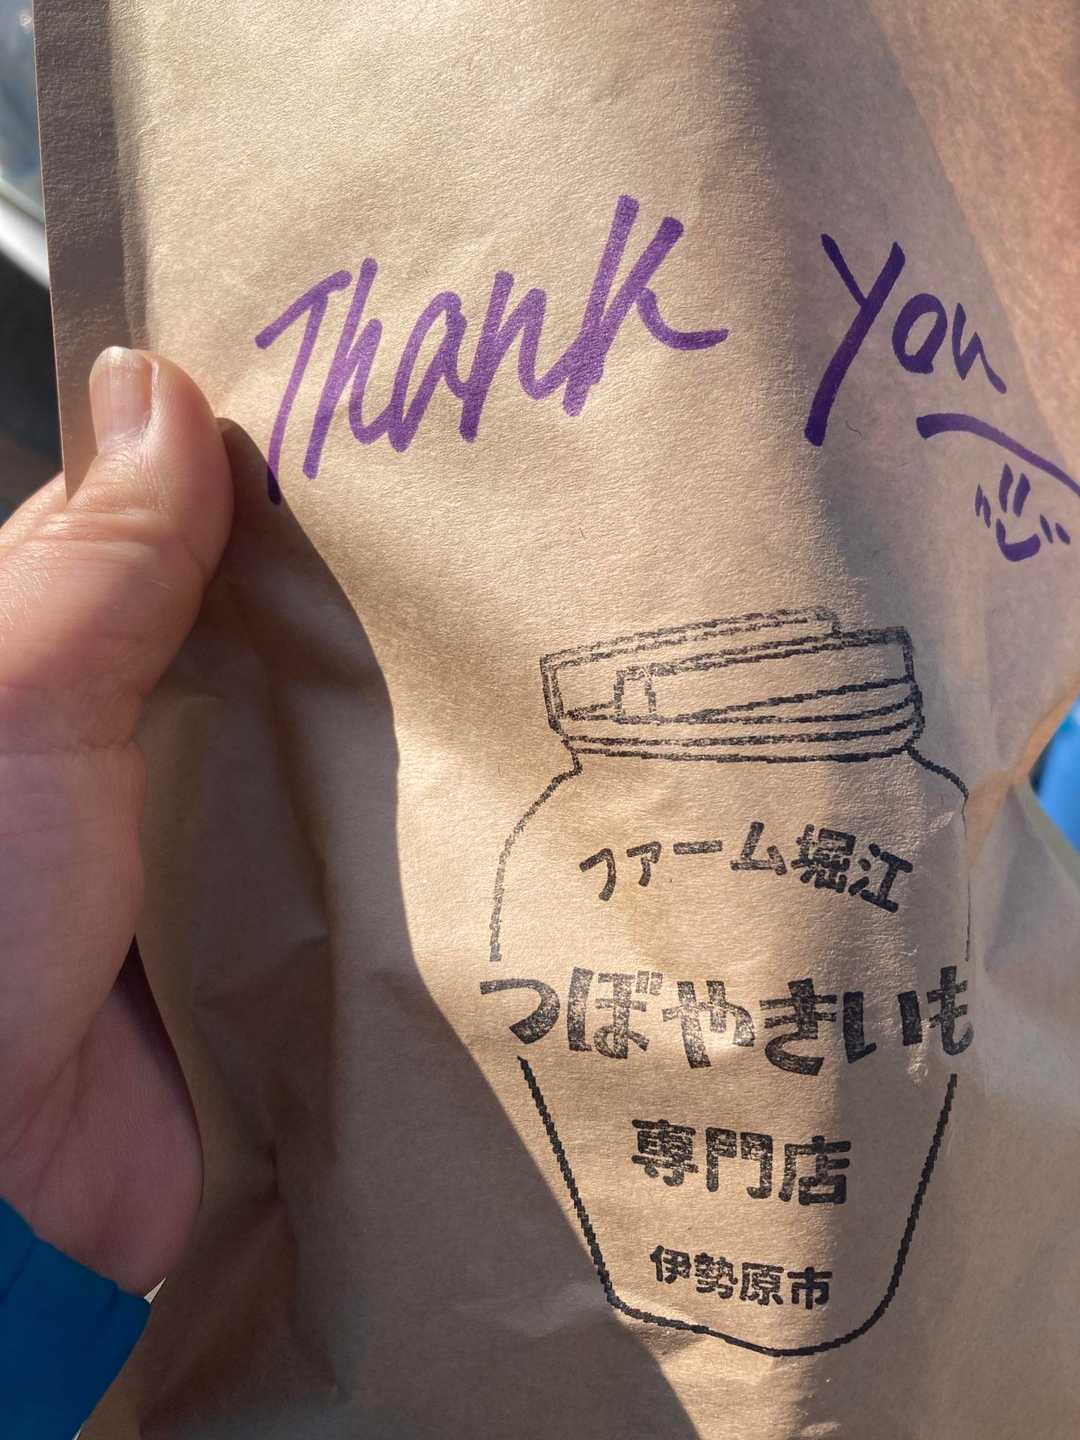 Thank You
ファーム堀江
つぼやきいも
専門店
伊勢原市